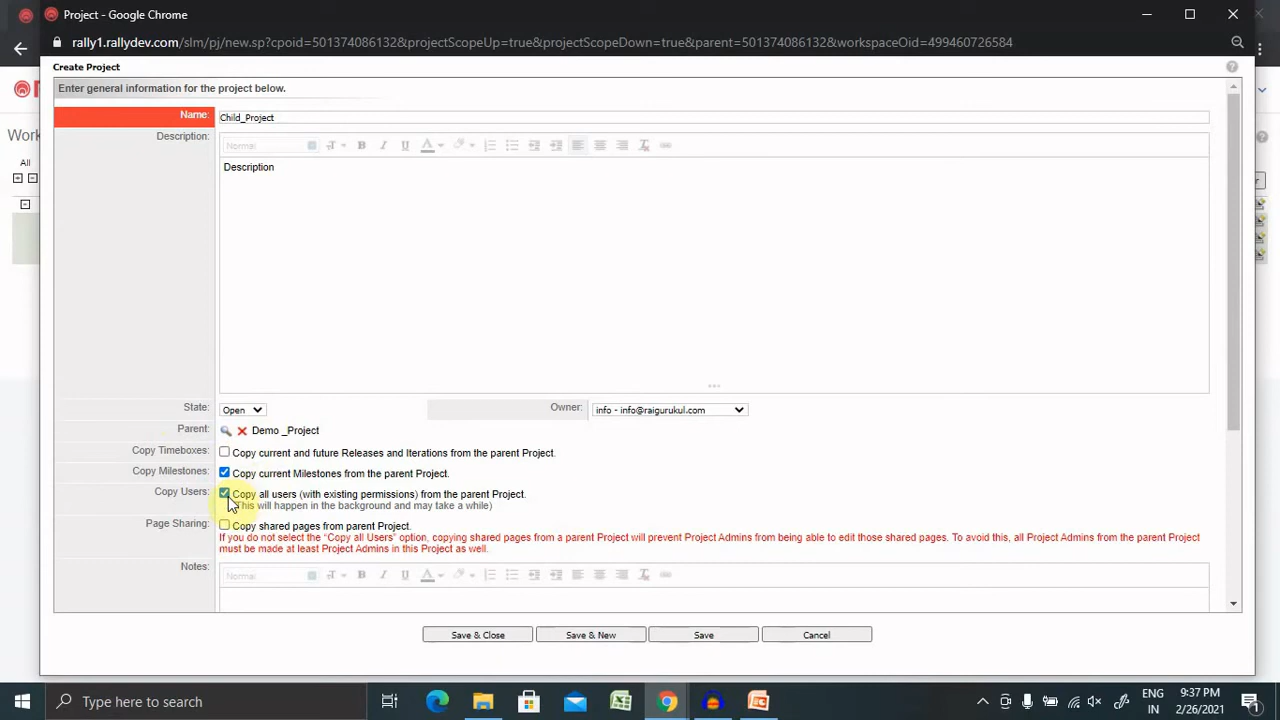 Project - Google Chrome
rally1.rallydev.com/slm/pj/new.sp?cpoid=501374086132&projectScopeUp=true&projectScopeDown=true&parent=501374086132&workspaceOid=499460726584
Create Project
Enter general information for the project below.
Name: Child_Project
Work
Description: Normal
All
Description
State: Open Owner: info - info@raigurukul.com
Parent: Demo _Project
Copy Timeboxes: Copy current and future Releases and Iterations from the parent Project.
Copy Milestones: Copy current Milestones from the parent Project.
Copy Users: Copy all users (with existing permissions) from the parent Project.
This will happen in the background and may take a while)
Page Sharing: Copy shared pages from parent Project.
If you do not select the "Copy all Users" option, copying shared pages from a parent Project will prevent Project Admins from being able to edit those shared pages. To avoid this, all Project Admins from the parent Project
must be made at least Project Admins in this Project as well.
Notes: Normal
Save & Close Save & New Save Cancel
Type here to search
ENG 9:37 PM
IN 2/26/2021